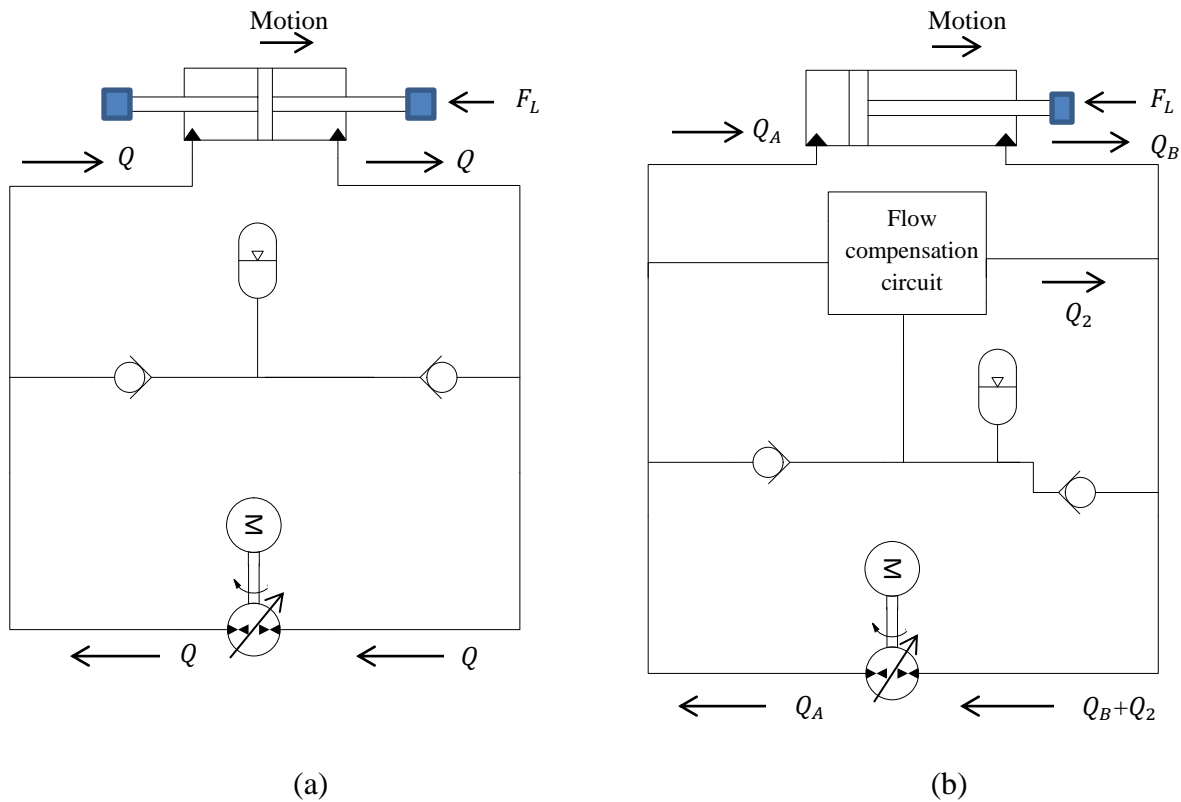 Motion
F_L
Q
Q
M
Q
Q
(a)
Motion
F_L
Q_A
Q_B
Flow
compensation
circuit
Q_2
M
Q_A
Q_B+Q_2
(b)